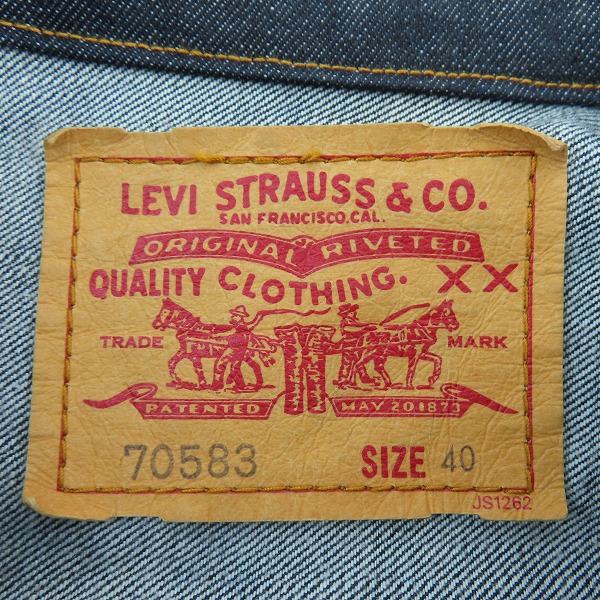 LEVI STRAUSS & CO.
SAN FRANCISCO, CAL.
ORIGINAL RIVETED
QUALITY CLOTHING. XX
TRADE MARK
PATENTED MAY 20 1873
70583 SIZE 40
JS1262